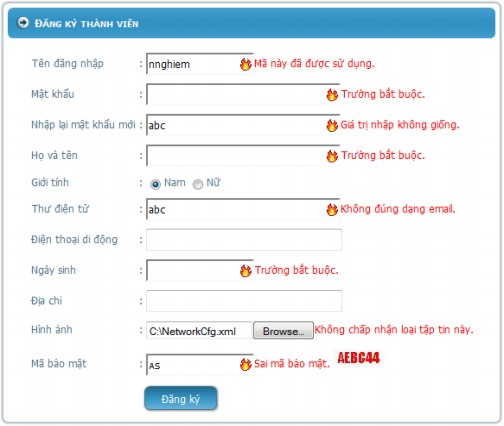 ĐĂNG KÝ THÀNH VIÊN
Tên đăng nhập : nnghiem Mã này đã được sử dụng.
Mật khẩu : Trường bắt buộc.
Nhập lại mật khẩu mới : abc Giá trị nhập không giống.
Họ và tên : Trường bắt buộc.
Giới tính : Nam Nữ
Thư điện tử : abc Không đúng dạng email.
Điện thoại di động :
Ngày sinh : Trường bắt buộc.
Địa chỉ :
Hình ảnh : C:\NetworkCfg.xml Browse... Không chấp nhận loại tập tin này.
Mã bảo mật : AS Sai mã bảo mật. AEBC44
Đăng ký